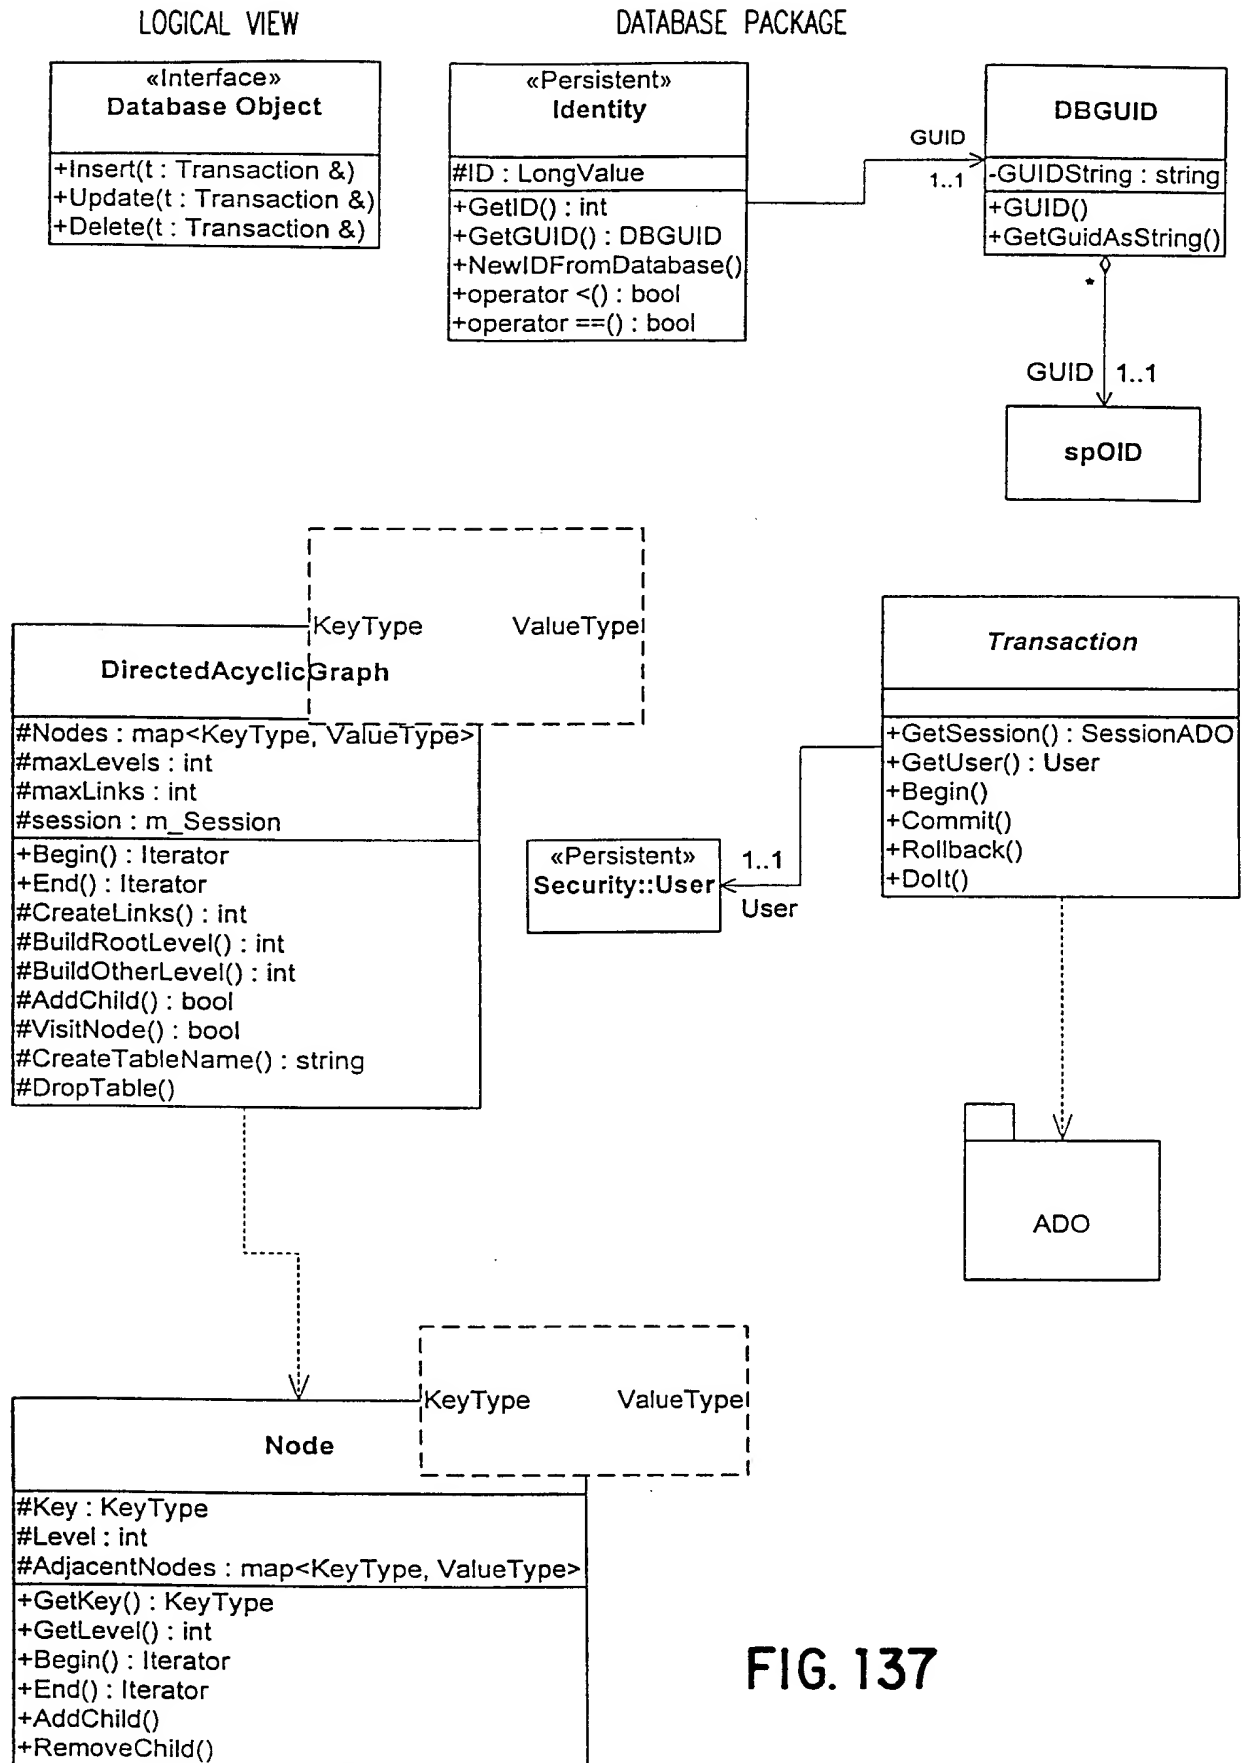 LOGICAL VIEW
DATABASE PACKAGE
«Interface»
Database Object
+Insert(t : Transaction &)
+Update(t : Transaction &)
+Delete(t : Transaction &)
«Persistent»
Identity
#ID : LongValue
+GetID() : int
+GetGUID() : DBGUID
+NewIDFromDatabase()
+operator <() : bool
+operator ==() : bool
GUID
1..1
DBGUID
-GUIDString : string
+GUID()
+GetGuidAsString()
*
GUID 1..1
spOID
KeyType ValueType
DirectedAcyclicGraph
#Nodes : map<KeyType, ValueType>
#maxLevels : int
#maxLinks : int
#session : m_Session
+Begin() : Iterator
+End() : Iterator
#CreateLinks() : int
#BuildRootLevel() : int
#BuildOtherLevel() : int
#AddChild() : bool
#VisitNode() : bool
#CreateTableName() : string
#DropTable()
Transaction
+GetSession() : SessionADO
+GetUser() : User
+Begin()
+Commit()
+Rollback()
+DoIt()
«Persistent»
Security::User
1..1
User
ADO
KeyType ValueType
Node
#Key : KeyType
#Level : int
#AdjacentNodes : map<KeyType, ValueType>
+GetKey() : KeyType
+GetLevel() : int
+Begin() : Iterator
+End() : Iterator
+AddChild()
+RemoveChild()
FIG. 137